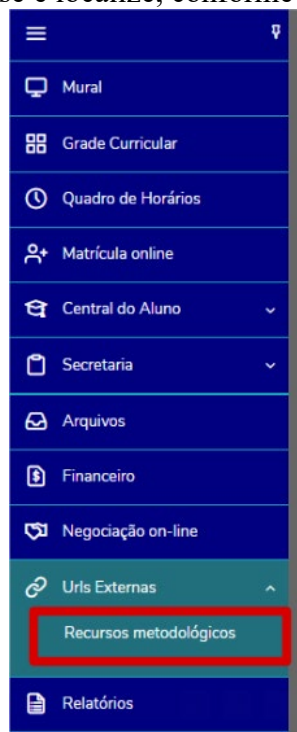 Mural
Grade Curricular
Quadro de Horários
Matrícula online
Central do Aluno
Secretaria
Arquivos
Financeiro
Negociação on-line
Urls Externas
Recursos metodológicos
Relatórios